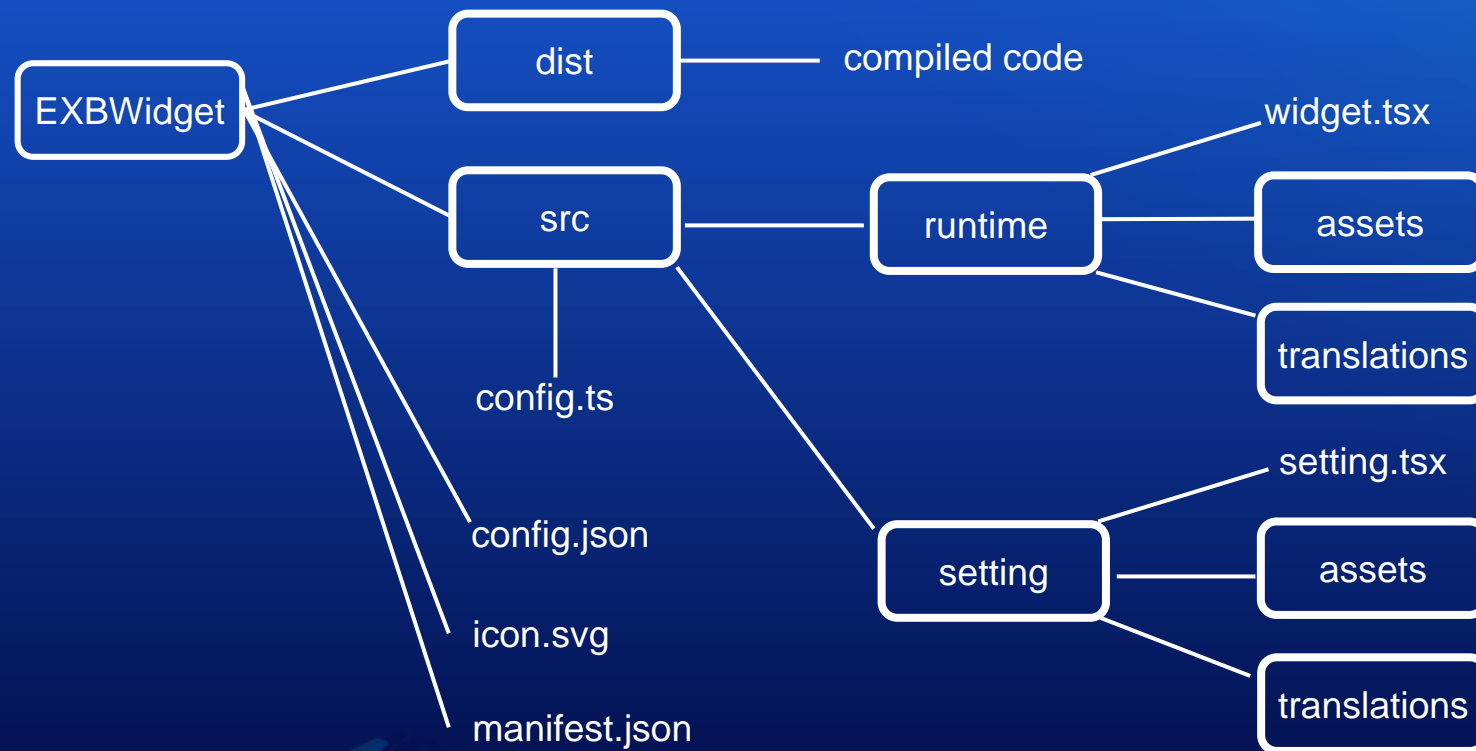 EXBWidget
dist
compiled code
src
config.ts
config.json
icon.svg
manifest.json
runtime
widget.tsx
assets
translations
setting
setting.tsx
assets
translations